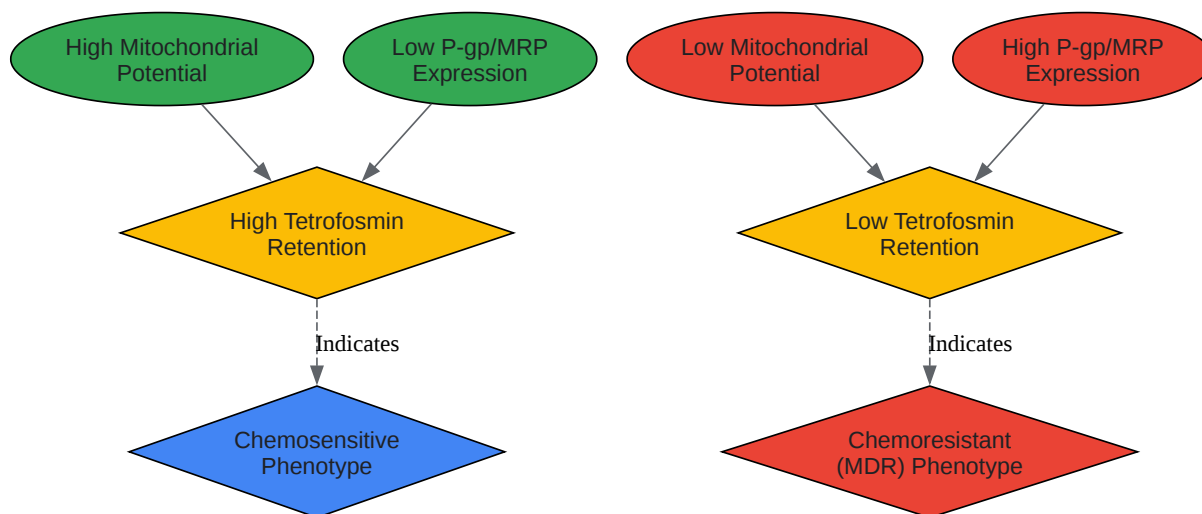 High Mitochondrial
Potential
Low P-gp/MRP
Expression
Low Mitochondrial
Potential
High P-gp/MRP
Expression
High Tetrofosmin
Retention
Low Tetrofosmin
Retention
Indicates
Indicates
Chemosensitive
Phenotype
Chemoresistant
(MDR) Phenotype